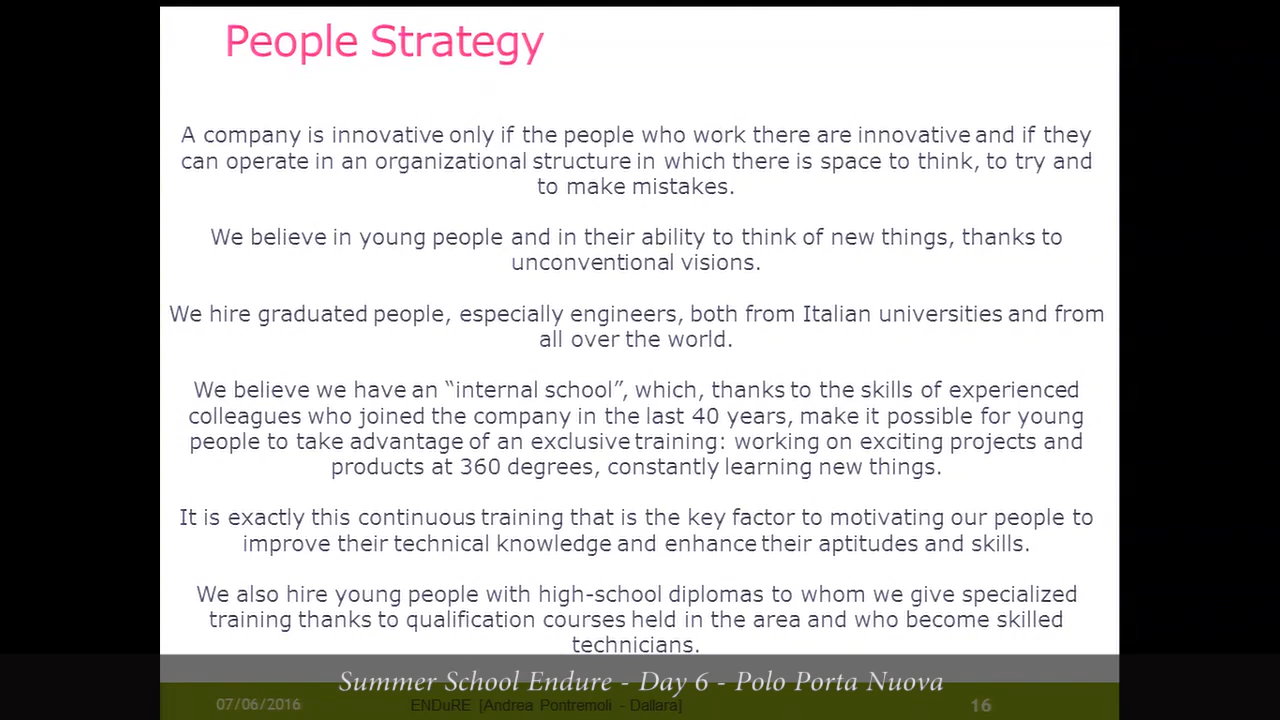 People Strategy
A company is innovative only if the people who work there are innovative and if they
can operate in an organizational structure in which there is space to think, to try and
to make mistakes.
We believe in young people and in their ability to think of new things, thanks to
unconventional visions.
We hire graduated people, especially engineers, both from Italian universities and from
all over the world.
We believe we have an “internal school”, which, thanks to the skills of experienced
colleagues who joined the company in the last 40 years, make it possible for young
people to take advantage of an exclusive training: working on exciting projects and
products at 360 degrees, constantly learning new things.
It is exactly this continuous training that is the key factor to motivating our people to
improve their technical knowledge and enhance their aptitudes and skills.
We also hire young people with high-school diplomas to whom we give specialized
training thanks to qualification courses held in the area and who become skilled
technicians.
Summer School Endure - Day 6 - Polo Porta Nuova
07/06/2016 ENDuRE [Andrea Pontremoli - Dallara] 16